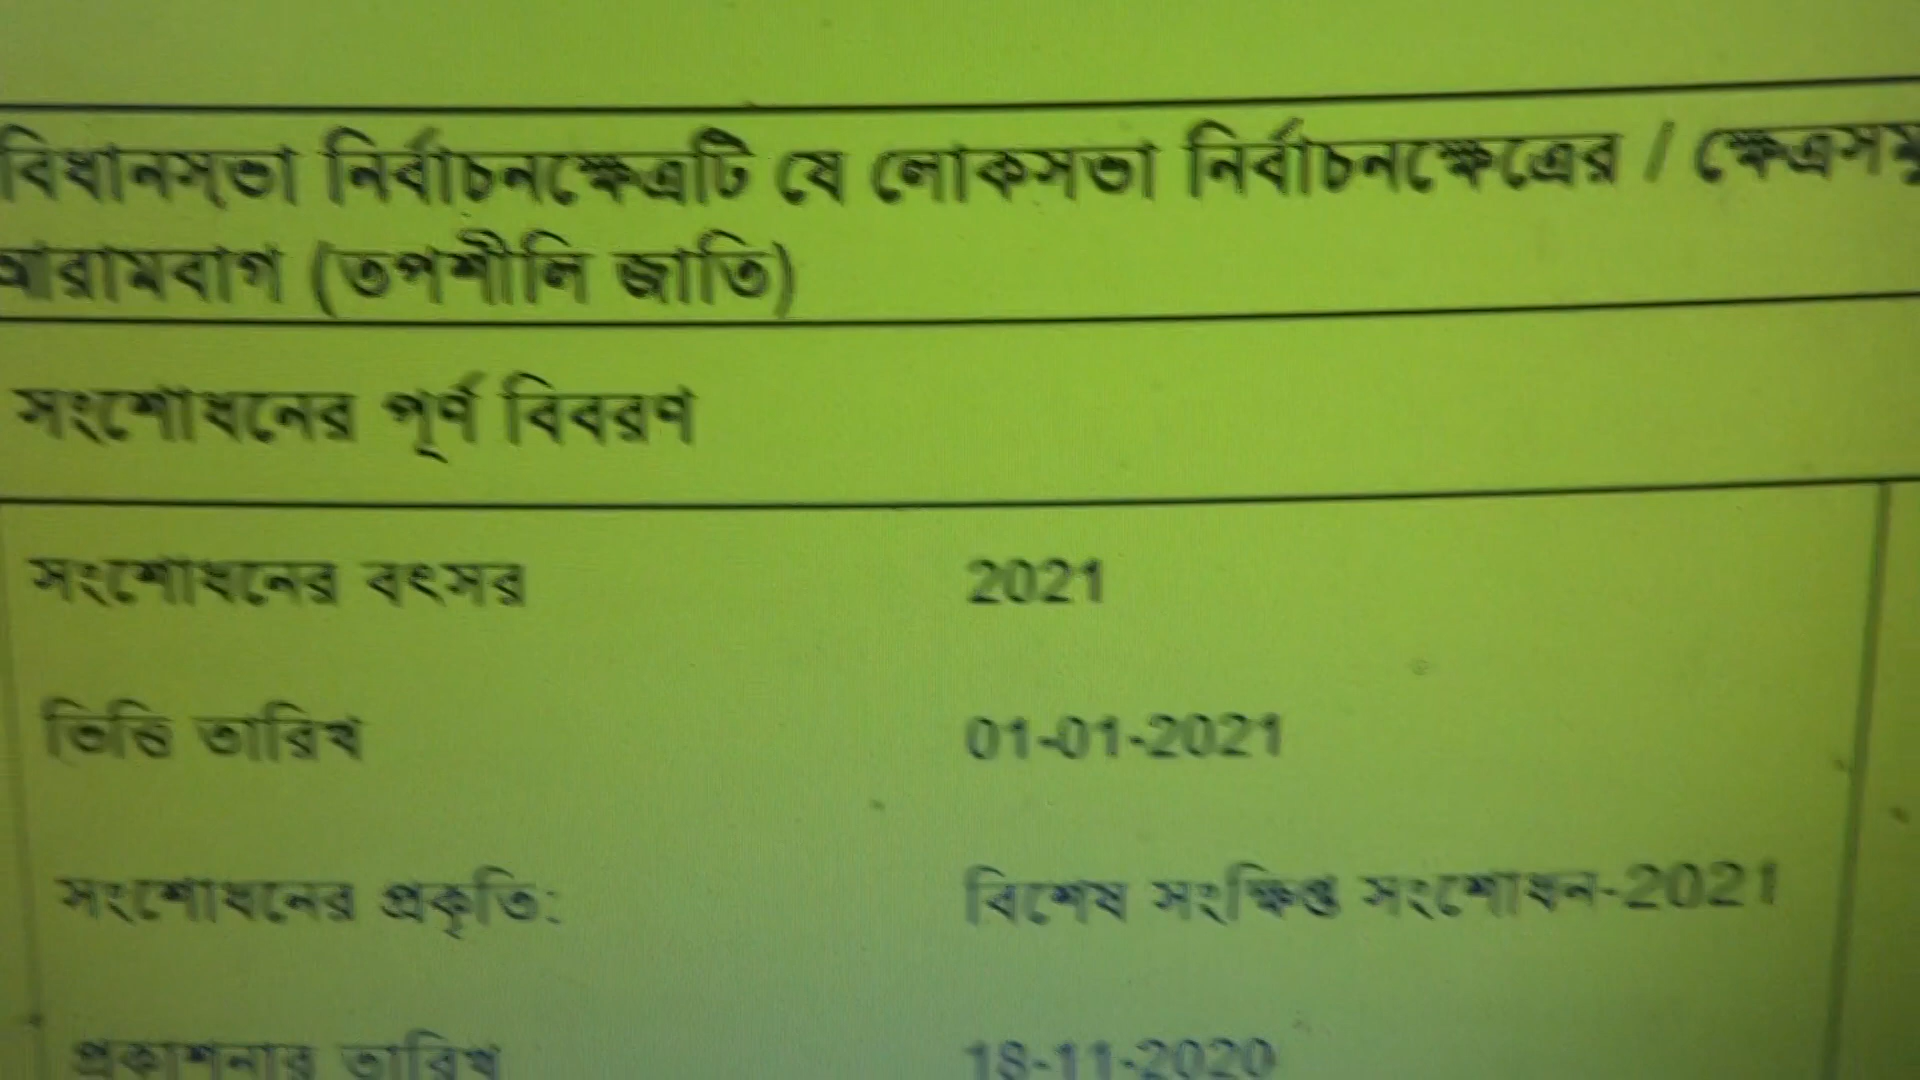 বিধানসভা নির্বাচনক্ষেত্রটি যে লোকসভা নির্বাচনক্ষেত্রের /
আরামবাগ (তপশীলি জাতি)
সংশোধনের পূর্ণ বিবরণ
সংশোধনের বৎসর 2021
ভিত্তি তারিখ 01-01-2021
সংশোধনের প্রকৃতি: বিশেষ সংক্ষিপ্ত সংশোধন-2021
প্রকাশনার তারিখ 18-11-2020